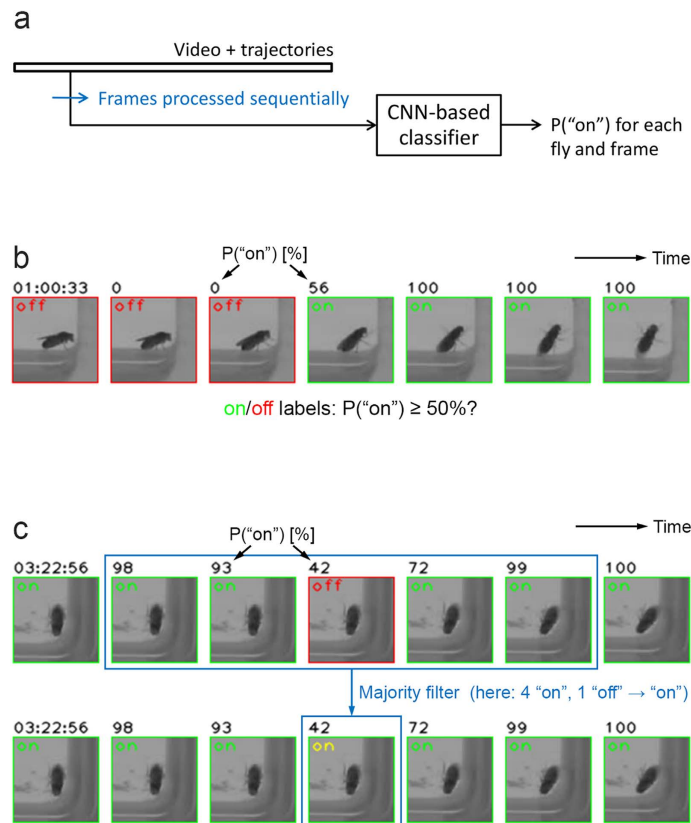 a
Video + trajectories
Frames processed sequentially
CNN-based
classifier
P(“on”) for each
fly and frame
b
P(“on”) [%]
Time
01:00:33 0 0 56 100 100 100
off off off on on on on
on/off labels: P(“on”) ≥ 50%?
c
P(“on”) [%]
Time
03:22:56 98 93 42 72 99 100
on on on off on on on
Majority filter (here: 4 “on”, 1 “off” → “on”)
03:22:56 98 93 42 72 99 100
on on on on on on on